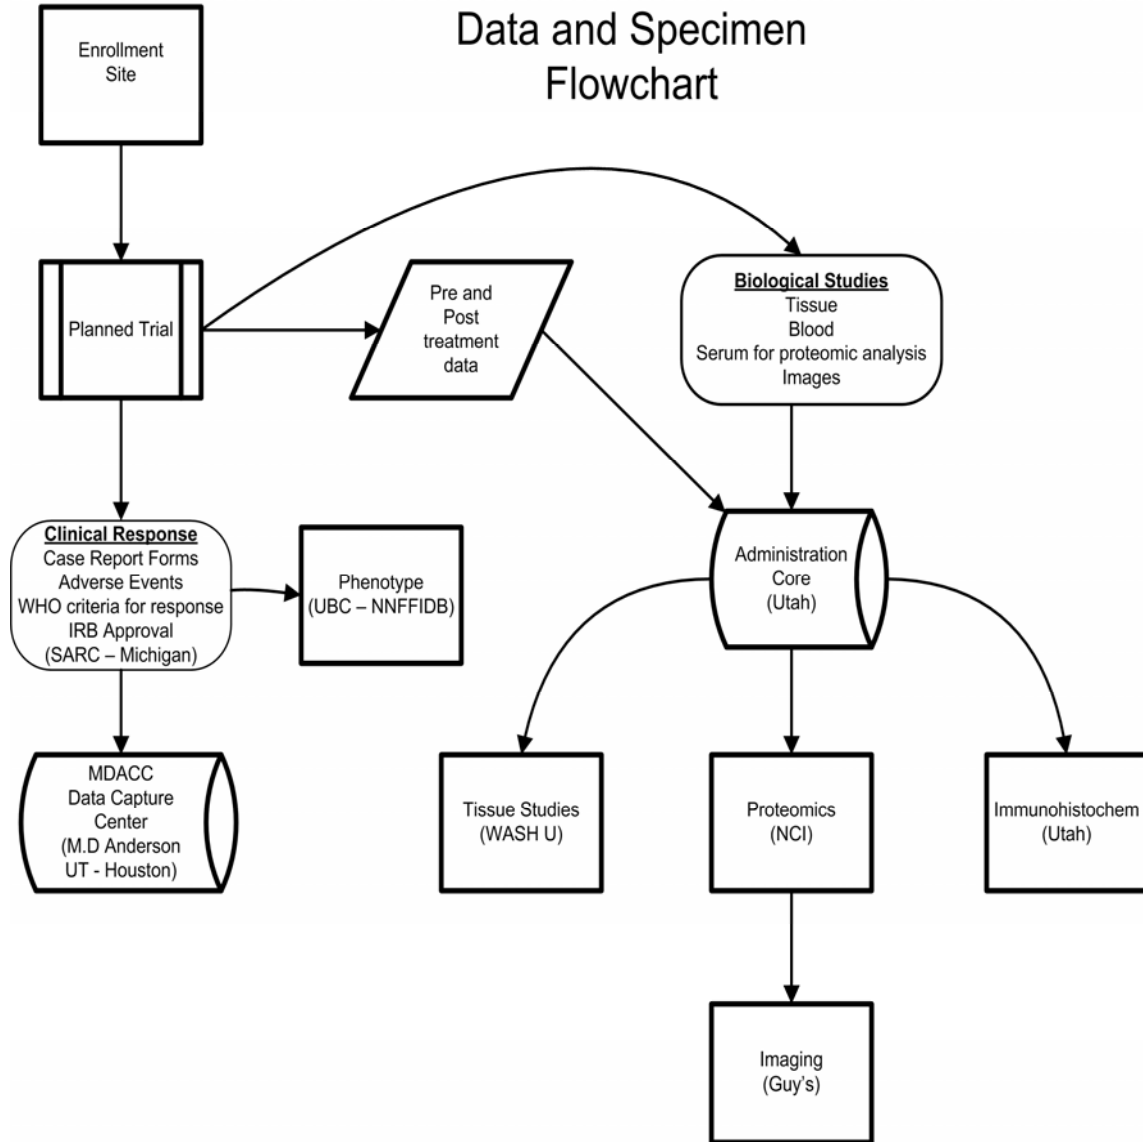 Data and Specimen
Flowchart
Enrollment
Site
Planned Trial
Pre and
Post
treatment
data
Biological Studies
Tissue
Blood
Serum for proteomic analysis
Images
Clinical Response
Case Report Forms
Adverse Events
WHO criteria for response
IRB Approval
(SARC – Michigan)
Phenotype
(UBC – NNFFIDB)
Administration
Core
(Utah)
MDACC
Data Capture
Center
(M.D Anderson
UT - Houston)
Tissue Studies
(WASH U)
Proteomics
(NCI)
Immunohistochem
(Utah)
Imaging
(Guy's)